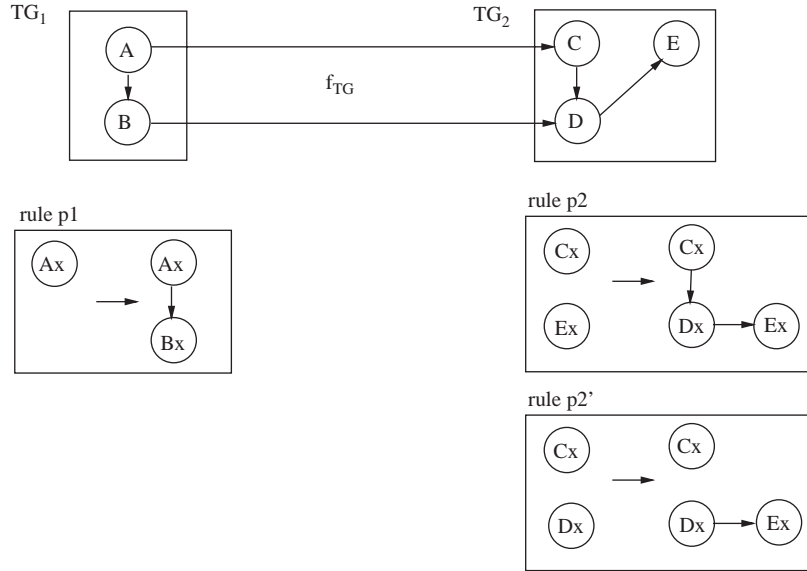 TG1
TG2
A
C
E
fTG
B
D
rule p1
rule p2
Ax
Ax
Cx
Cx
Bx
Ex
Dx
Ex
rule p2’
Cx
Cx
Dx
Dx
Ex